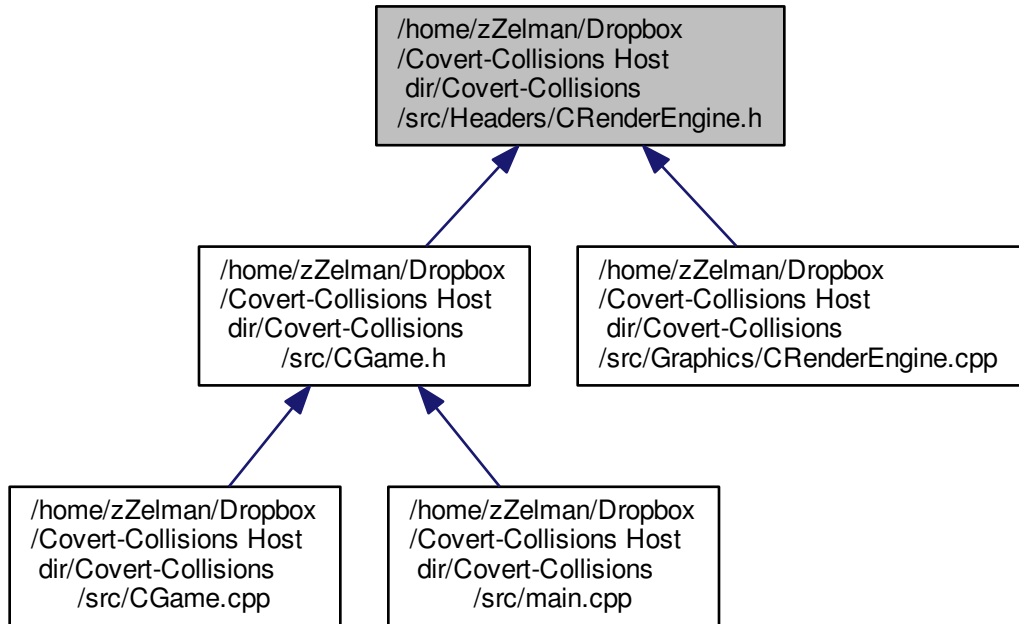 /home/zZelman/Dropbox
/Covert-Collisions Host
dir/Covert-Collisions
/src/Headers/CRenderEngine.h
/home/zZelman/Dropbox
/Covert-Collisions Host
dir/Covert-Collisions
/src/CGame.h
/home/zZelman/Dropbox
/Covert-Collisions Host
dir/Covert-Collisions
/src/Graphics/CRenderEngine.cpp
/home/zZelman/Dropbox
/Covert-Collisions Host
dir/Covert-Collisions
/src/CGame.cpp
/home/zZelman/Dropbox
/Covert-Collisions Host
dir/Covert-Collisions
/src/main.cpp